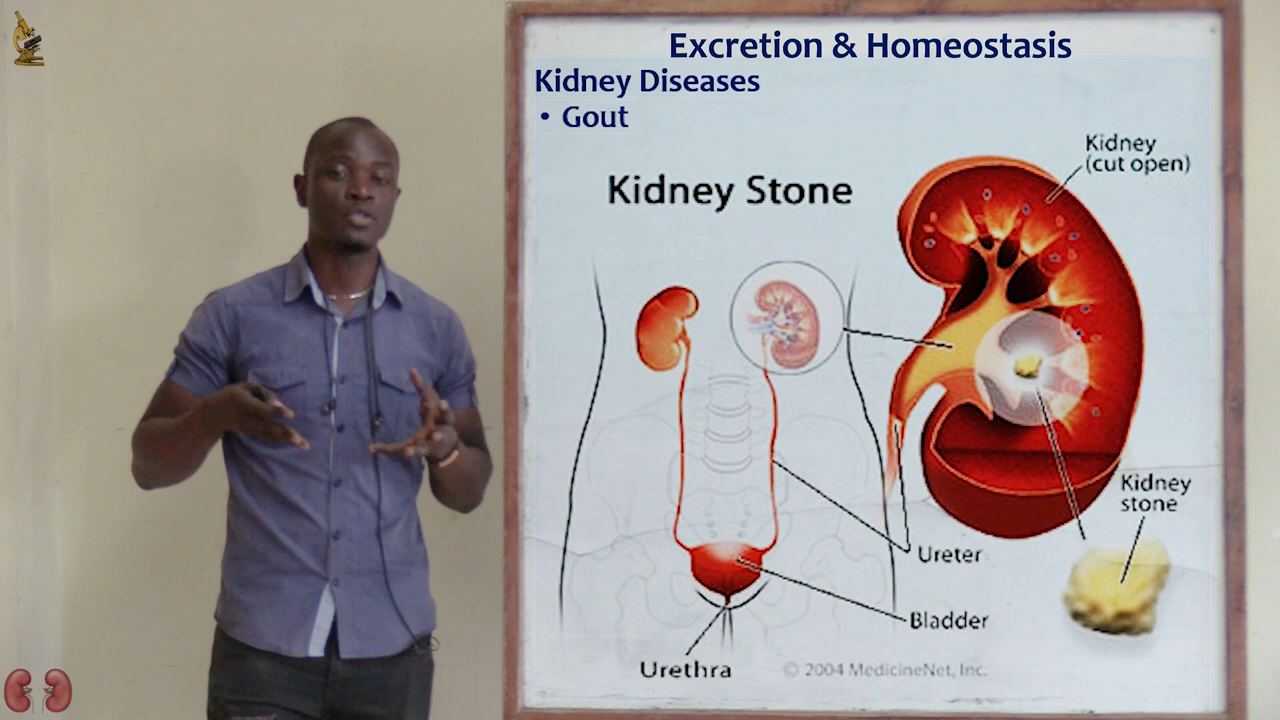 Excretion & Homeostasis
Kidney Diseases
• Gout
Kidney
(cut open)
Kidney Stone
Kidney
stone
Ureter
Bladder
Urethra
© 2004 MedicineNet, Inc.